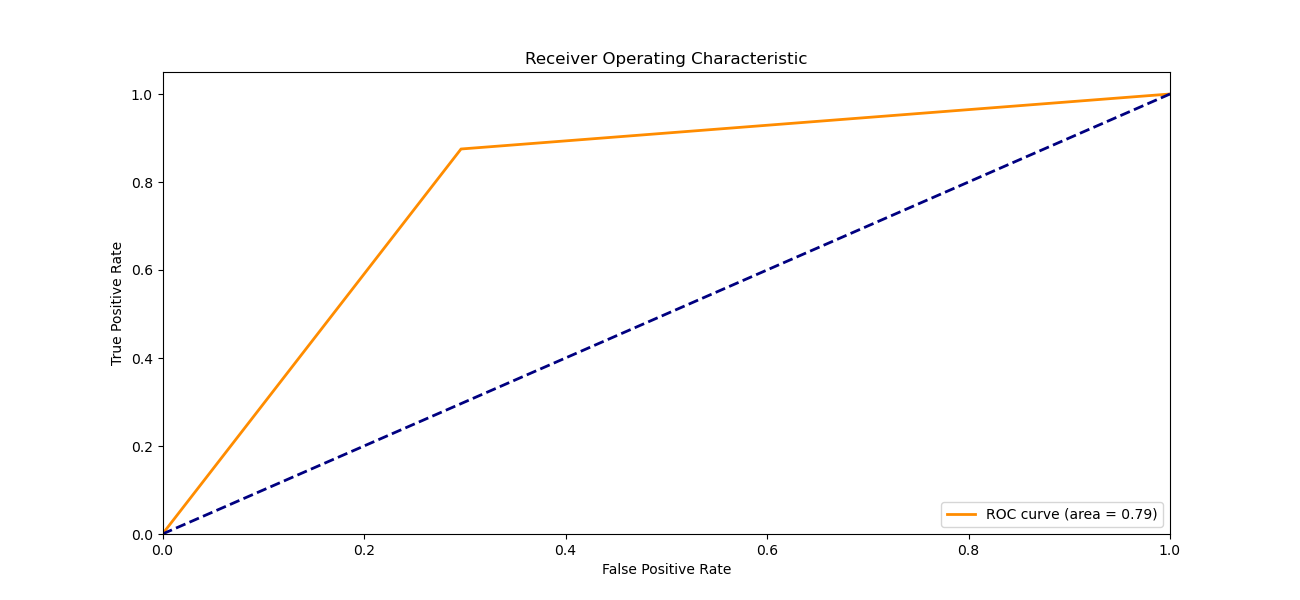 Receiver Operating Characteristic
True Positive Rate
1.0
0.8
0.6
0.4
0.2
0.0
ROC curve (area = 0.79)
0.0 0.2 0.4 0.6 0.8 1.0
False Positive Rate